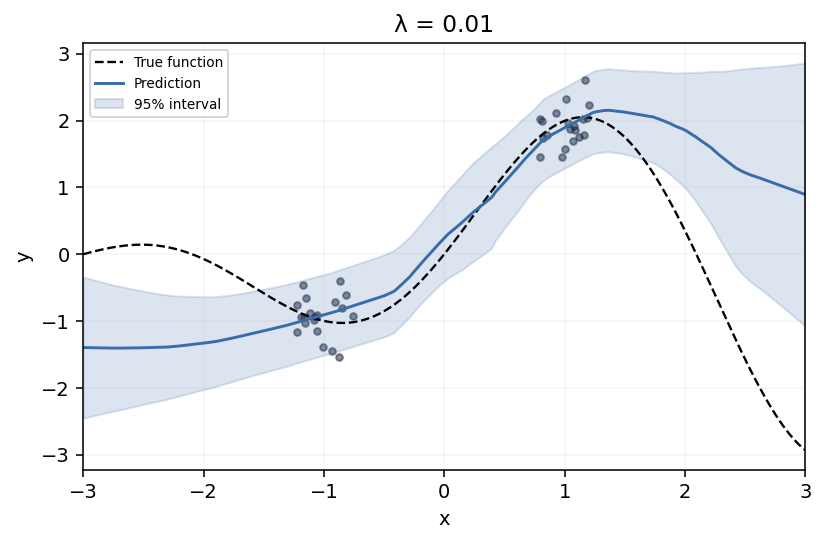 λ = 0.01
True function
Prediction
95% interval
y
3
2
1
0
−1
−2
−3
−3 −2 −1 0 1 2 3
x